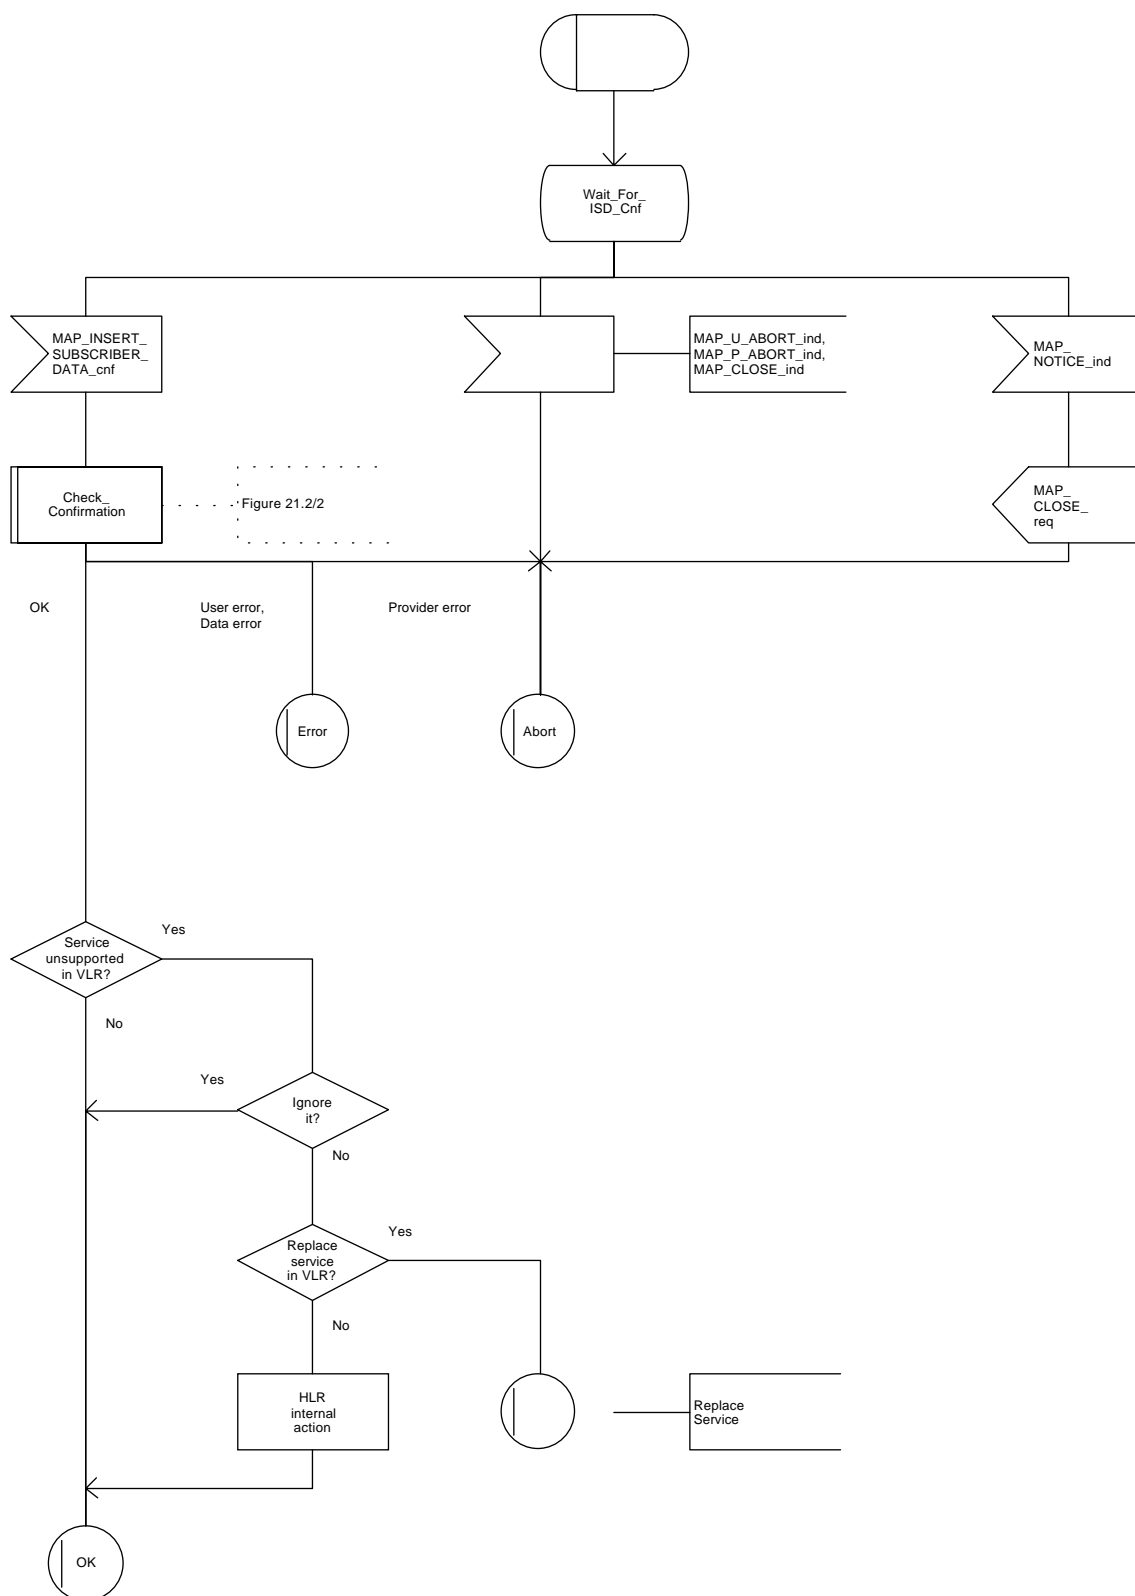 Wait_For_
ISD_Cnf
MAP_INSERT_
SUBSCRIBER_
DATA_cnf
MAP_U_ABORT_ind,
MAP_P_ABORT_ind,
MAP_CLOSE_ind
MAP_
NOTICE_ind
Check_
Confirmation
Figure 21.2/2
MAP_
CLOSE_
req
OK
User error,
Data error
Provider error
Error
Abort
Service
unsupported
in VLR?
Yes
No
Yes
Ignore
it?
No
Replace
service
in VLR?
Yes
No
HLR
internal
action
Replace
Service
OK